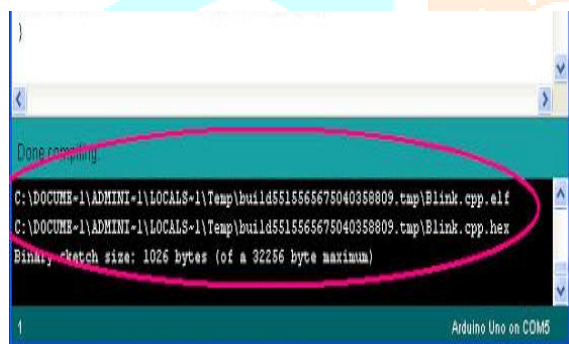 }
Done compiling.
C:\DOCUME~1\ADMINI~1\LOCALS~1\Temp\build5515565675040358809.tmp\Blink.cpp.elf
C:\DOCUME~1\ADMINI~1\LOCALS~1\Temp\build5515565675040358809.tmp\Blink.cpp.hex
Binary sketch size: 1026 bytes (of a 32256 byte maximum)
1
Arduino Uno on COM5